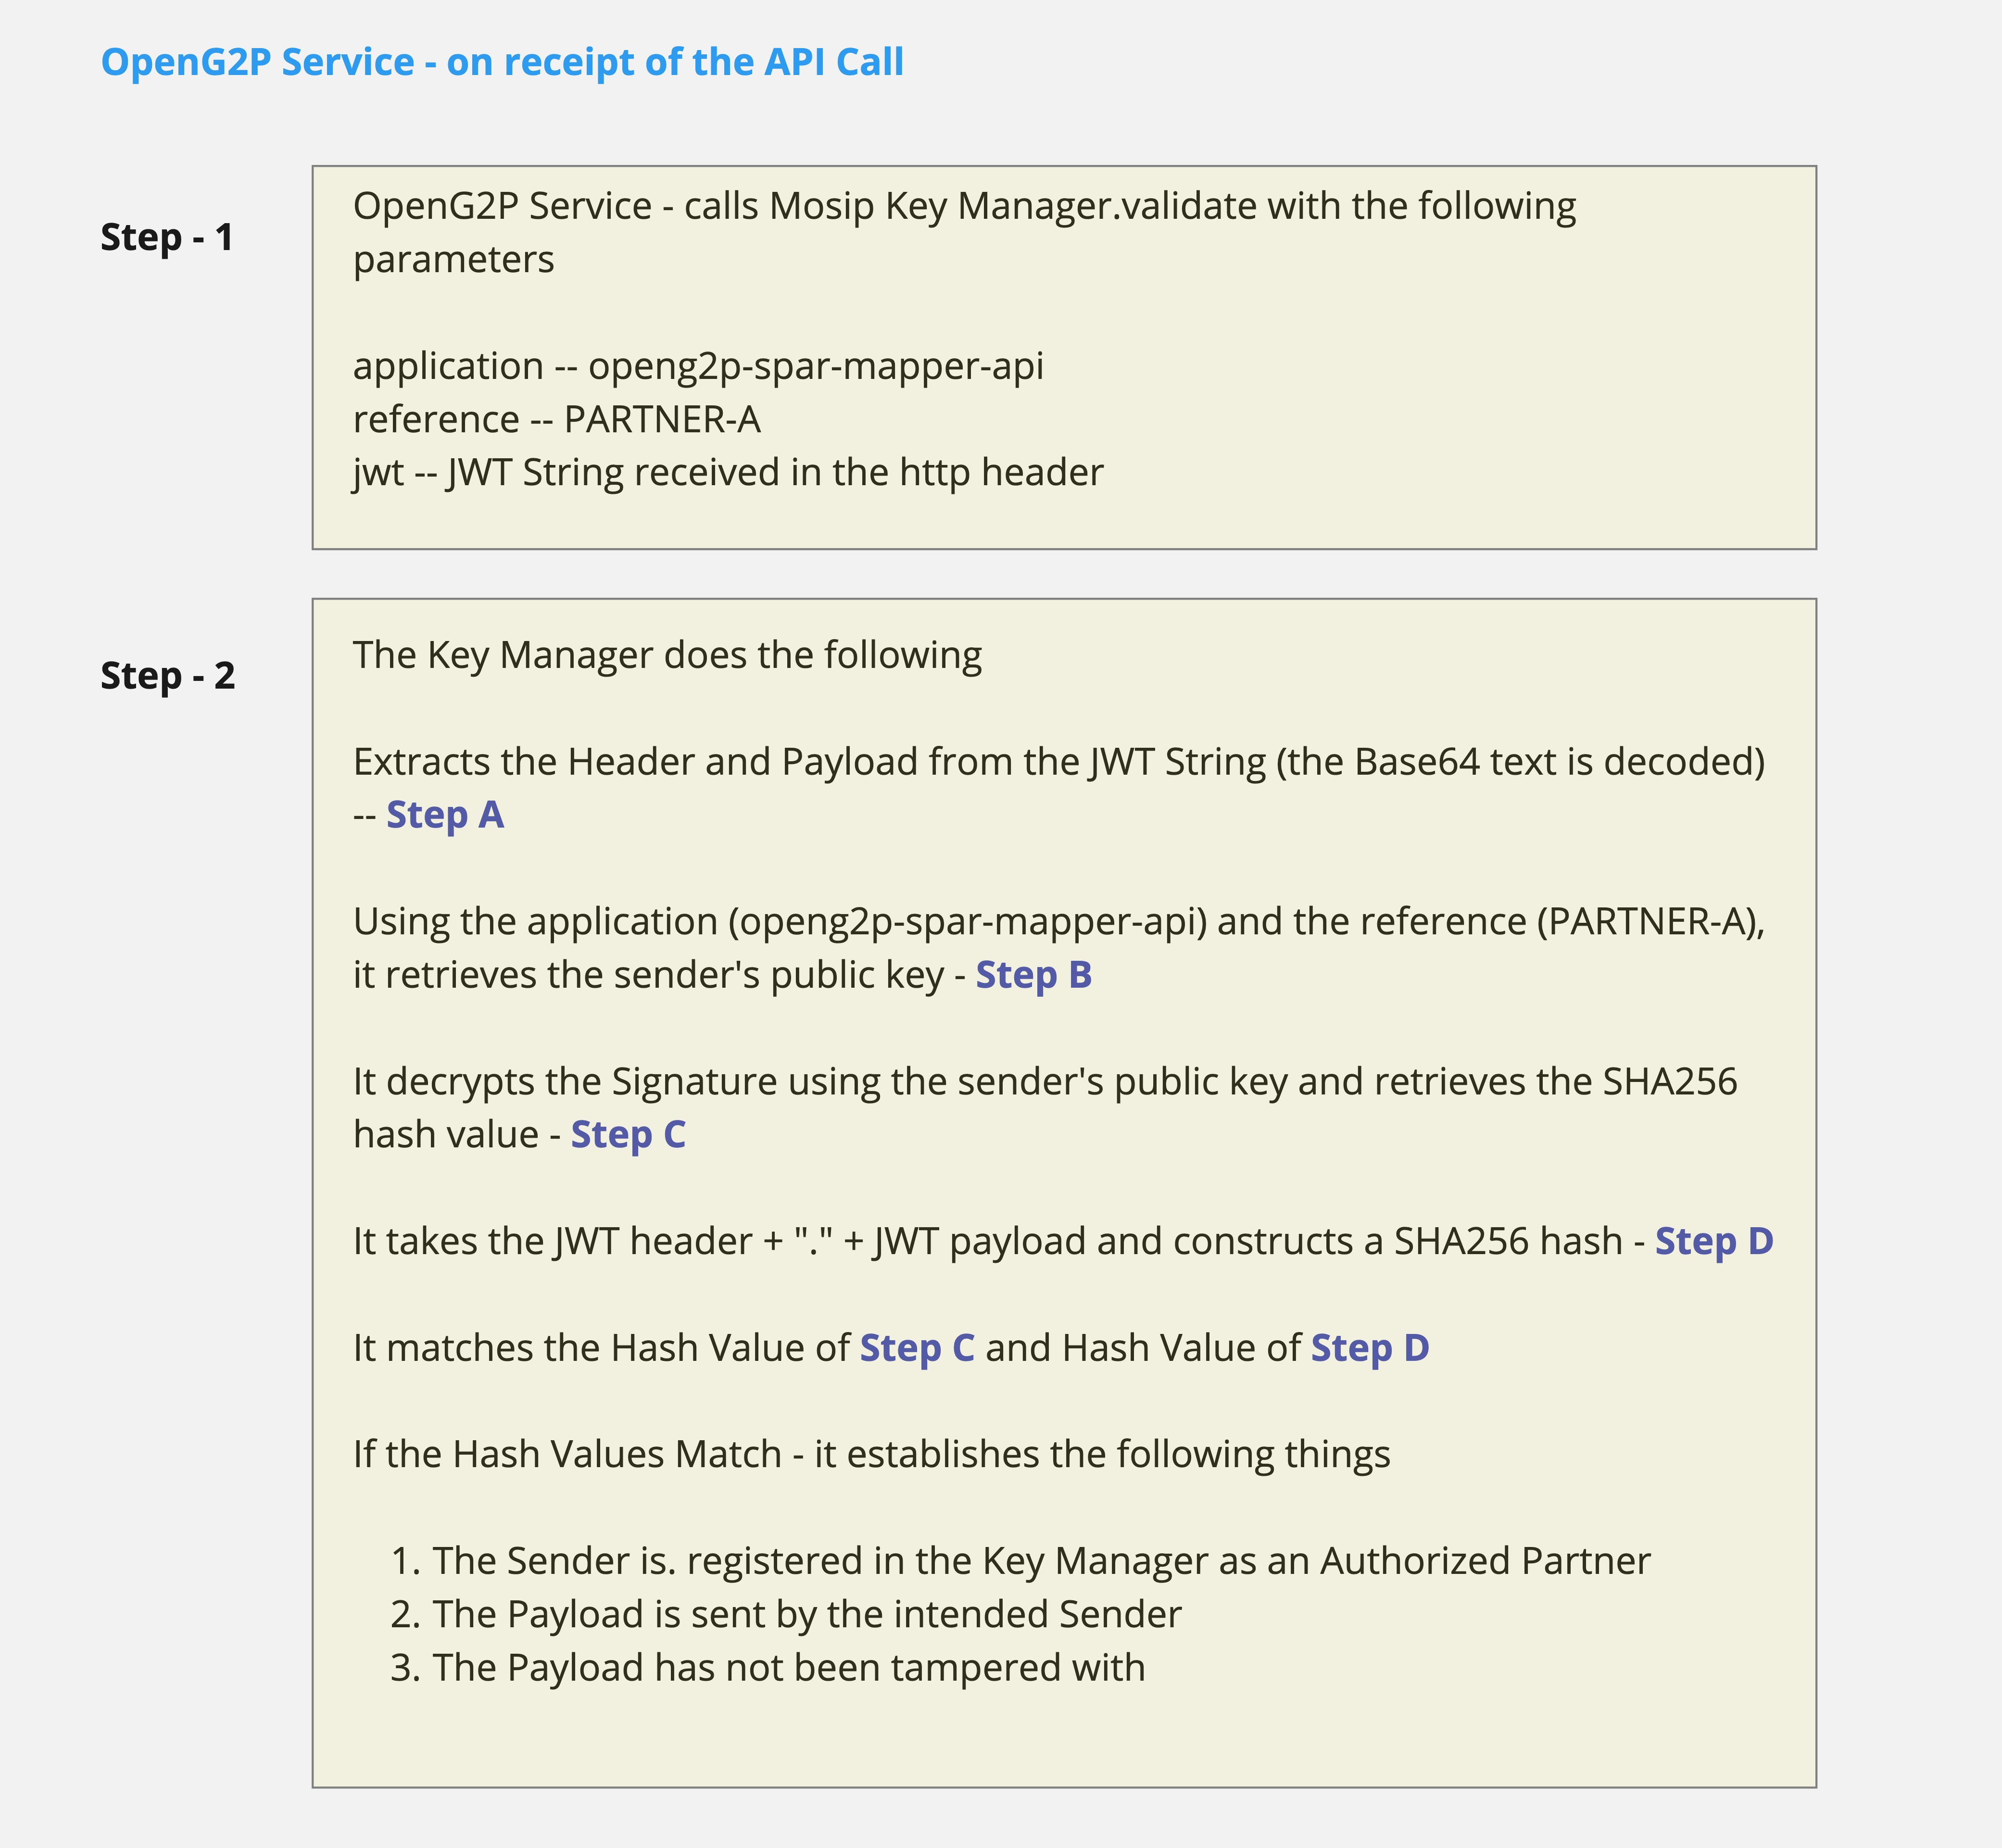 OpenG2P Service - on receipt of the API Call
Step - 1
OpenG2P Service - calls Mosip Key Manager.validate with the following
parameters
application -- openg2p-spar-mapper-api
reference -- PARTNER-A
jwt -- JWT String received in the http header
Step - 2
The Key Manager does the following
Extracts the Header and Payload from the JWT String (the Base64 text is decoded)
-- Step A
Using the application (openg2p-spar-mapper-api) and the reference (PARTNER-A),
it retrieves the sender's public key - Step B
It decrypts the Signature using the sender's public key and retrieves the SHA256
hash value - Step C
It takes the JWT header + "." + JWT payload and constructs a SHA256 hash - Step D
It matches the Hash Value of Step C and Hash Value of Step D
If the Hash Values Match - it establishes the following things
1. The Sender is. registered in the Key Manager as an Authorized Partner
2. The Payload is sent by the intended Sender
3. The Payload has not been tampered with